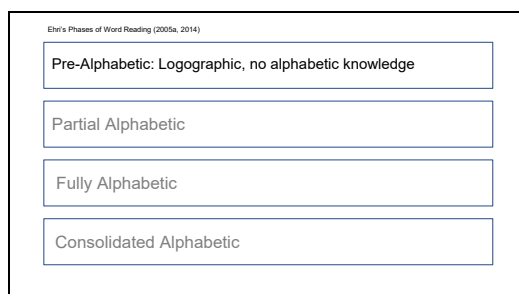 Ehri's Phases of Word Reading (2005a, 2014)
Pre-Alphabetic: Logographic, no alphabetic knowledge
Partial Alphabetic
Fully Alphabetic
Consolidated Alphabetic